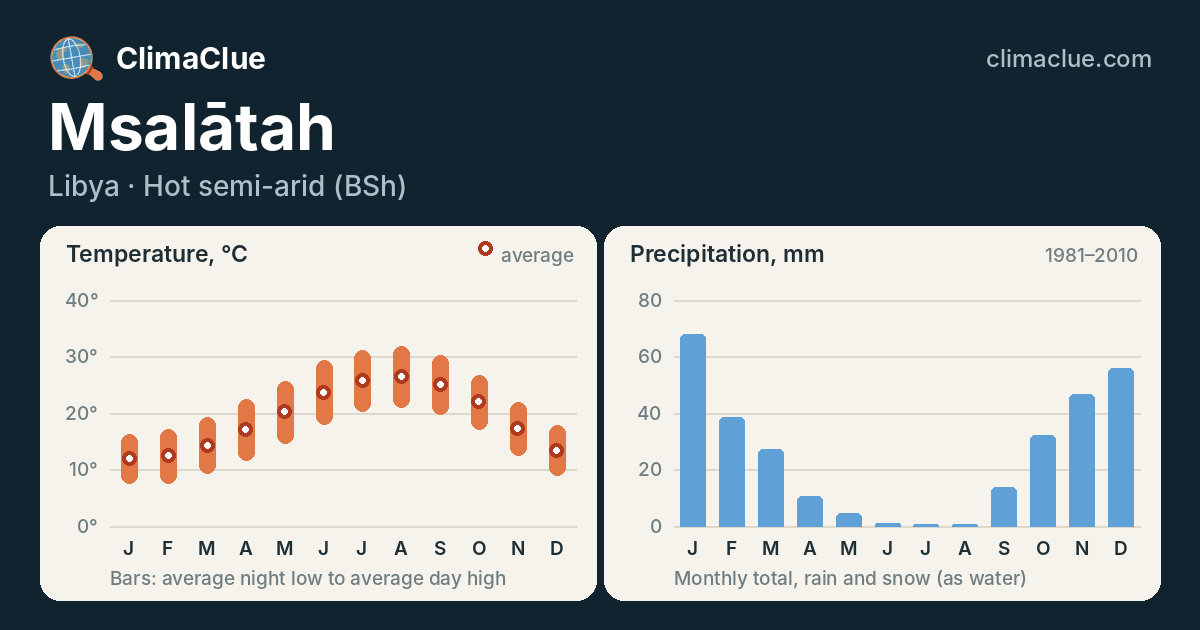 ClimaClue
climaclue.com
Msalātah
Libya · Hot semi-arid (BSh)
Temperature, °C
average
40°
30°
20°
10°
0°
J F M A M J J A S O N D
Bars: average night low to average day high
Precipitation, mm
1981–2010
80
60
40
20
0
J F M A M J J A S O N D
Monthly total, rain and snow (as water)